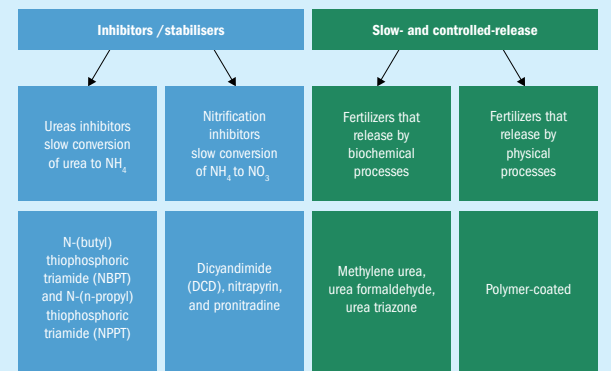 Inhibitors /stabilisers
Slow- and controlled-release
Ureas inhibitors
slow conversion
of urea to NH₄
Nitrification
inhibitors
slow conversion
of NH₄ to NO₃
Fertilizers that
release by
biochemical
processes
Fertilizers that
release by
physical
processes
N-(butyl)
thiophosphoric
triamide (NBPT)
and N-(n-propyl)
thiophosphoric
triamide (NPPT)
Dicyandimide
(DCD), nitrapyrin,
and pronitradine
Methylene urea,
urea formaldehyde,
urea triazone
Polymer-coated